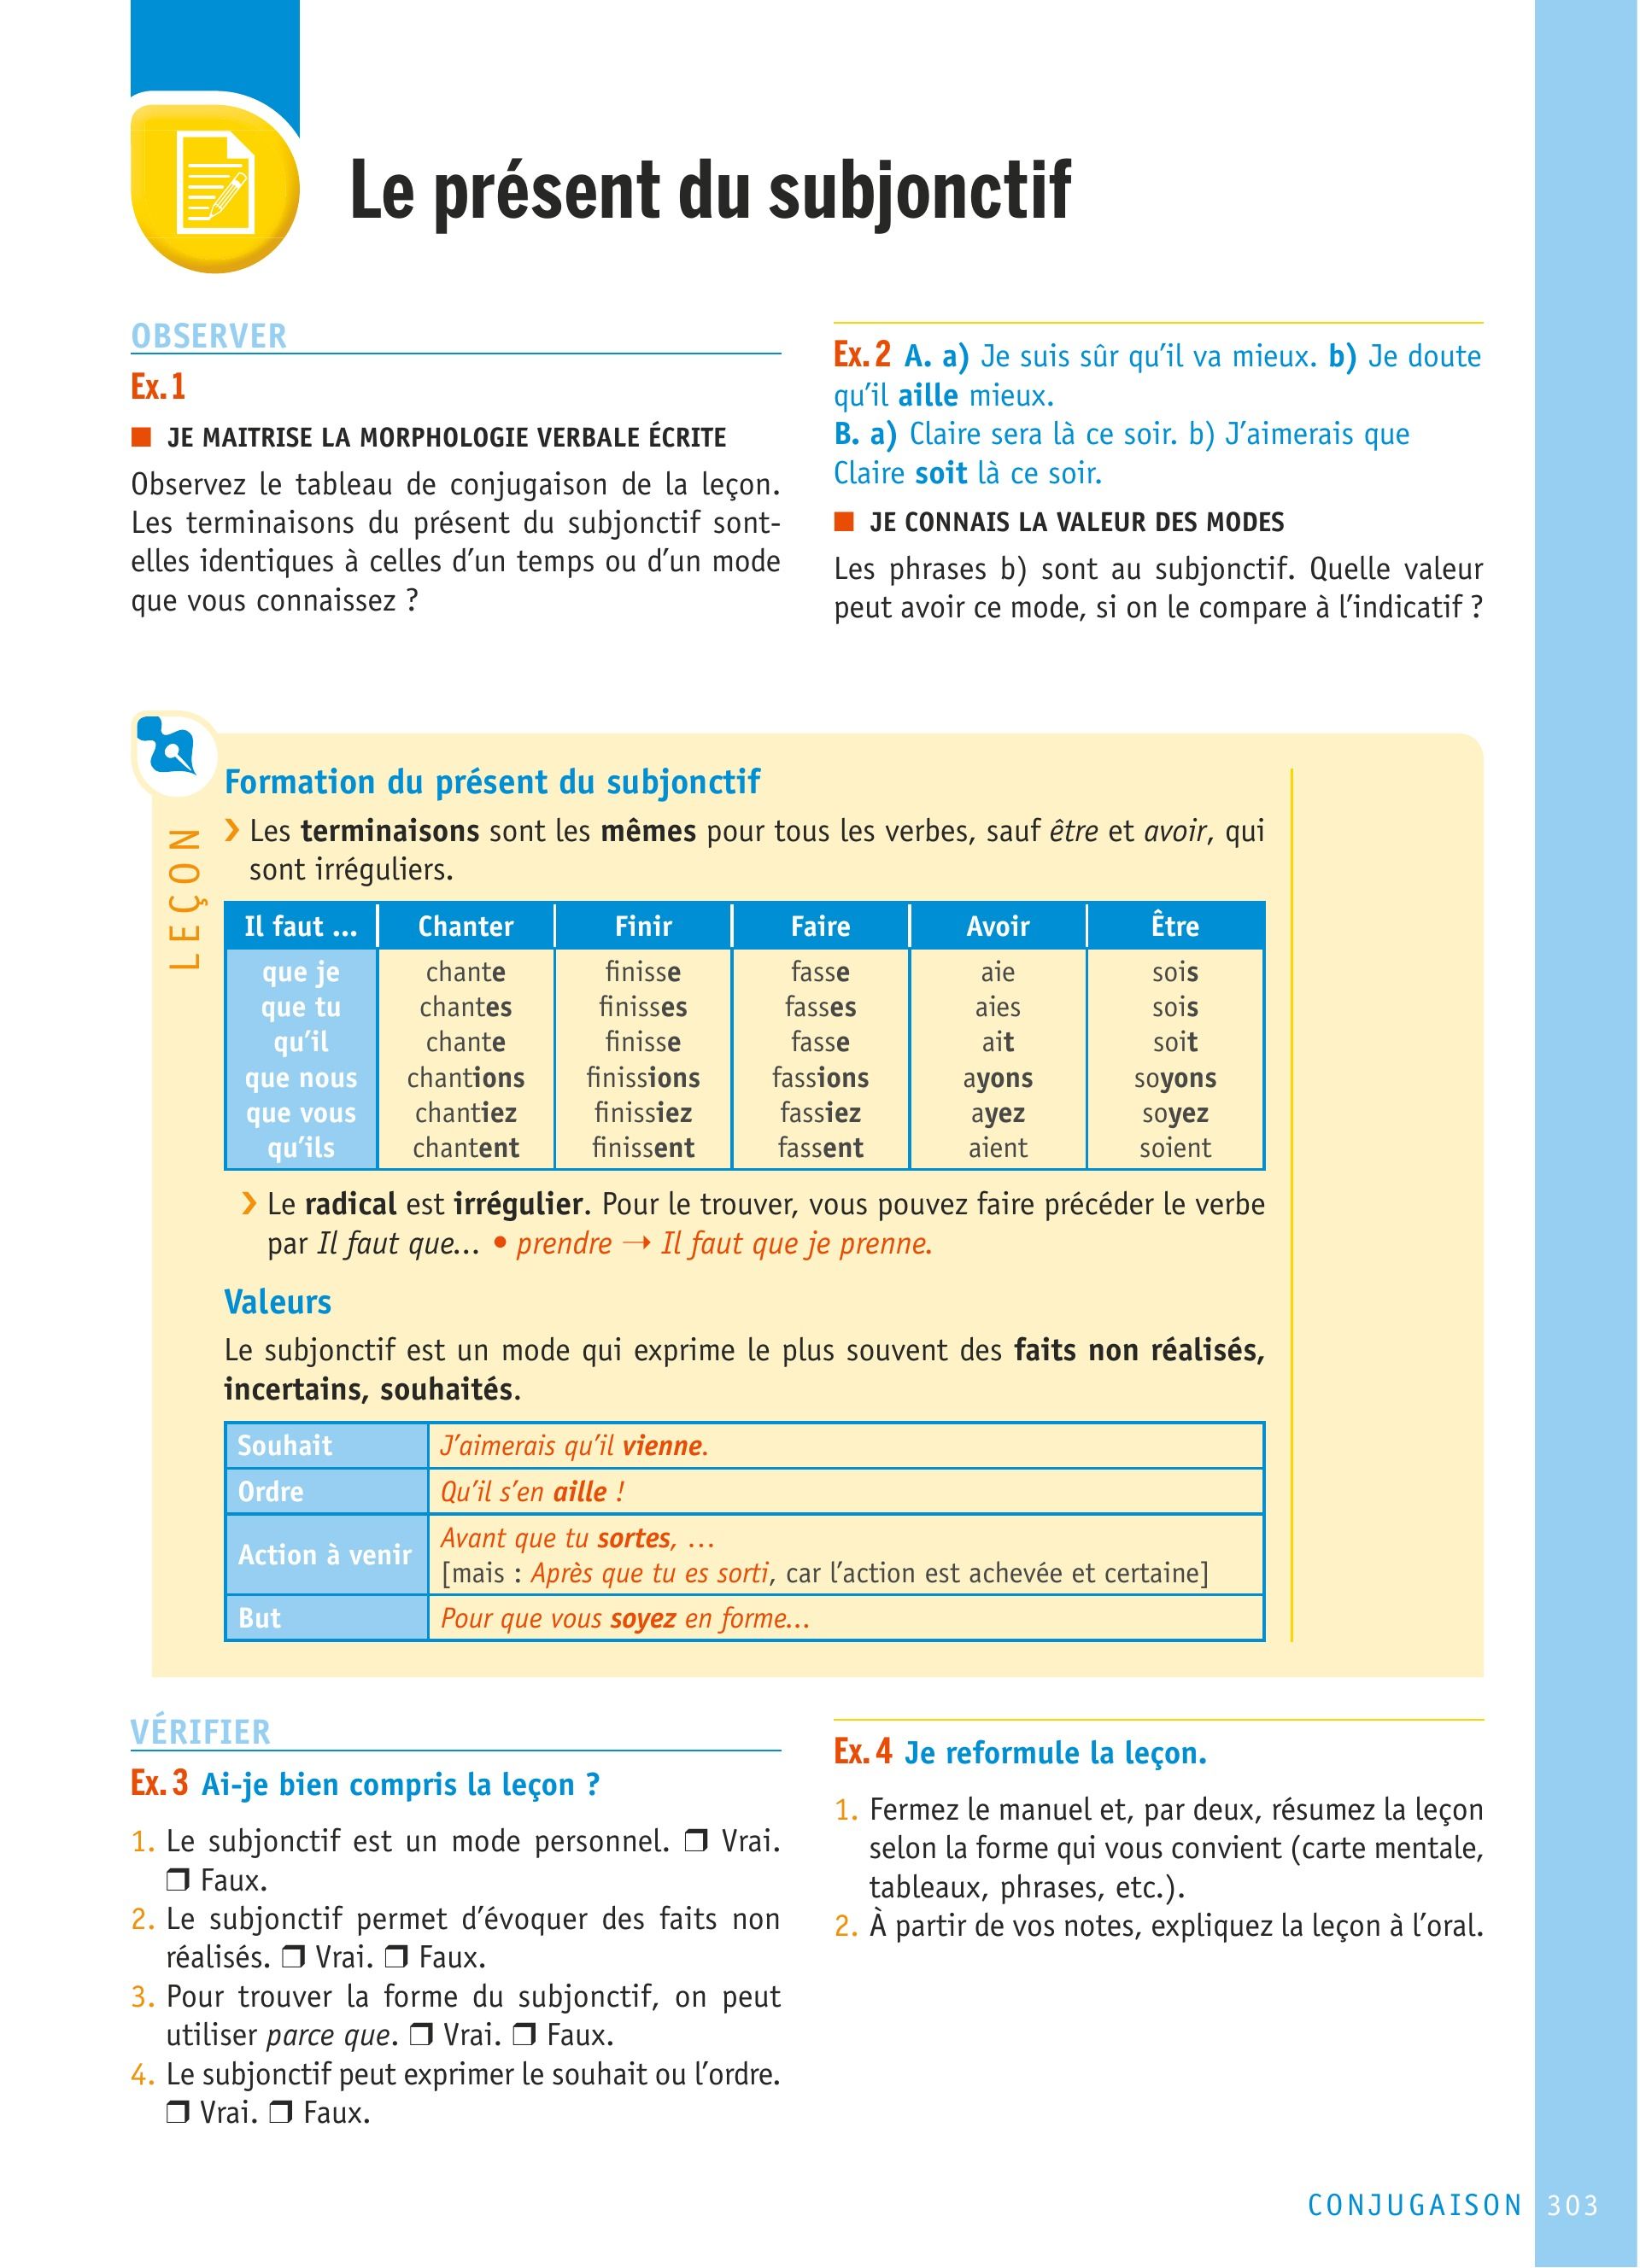 Le présent du subjonctif
OBSERVER
Ex. 1
■ JE MAITRISE LA MORPHOLOGIE VERBALE ÉCRITE
Observez le tableau de conjugaison de la leçon.
Les terminaisons du présent du subjonctif sont-
elles identiques à celles d’un temps ou d’un mode
que vous connaissez ?
Ex. 2 A. a) Je suis sûr qu’il va mieux. b) Je doute
qu’il aille mieux.
B. a) Claire sera là ce soir. b) J’aimerais que
Claire soit là ce soir.
■ JE CONNAIS LA VALEUR DES MODES
Les phrases b) sont au subjonctif. Quelle valeur
peut avoir ce mode, si on le compare à l’indicatif ?
LEÇON
Formation du présent du subjonctif
› Les terminaisons sont les mêmes pour tous les verbes, sauf être et avoir, qui
sont irréguliers.
Il faut ... Chanter Finir Faire Avoir Être
que je chante finisse fasse aie sois
que tu chantes finisses fasses aies sois
qu’il chante finisse fasse ait soit
que nous chantions finissions fassions ayons soyons
que vous chantiez finissiez fassiez ayez soyez
qu’ils chantent finissent fassent aient soient
› Le radical est irrégulier. Pour le trouver, vous pouvez faire précéder le verbe
par Il faut que... • prendre → Il faut que je prenne.
Valeurs
Le subjonctif est un mode qui exprime le plus souvent des faits non réalisés,
incertains, souhaités.
Souhait J’aimerais qu’il vienne.
Ordre Qu’il s’en aille !
Action à venir Avant que tu sortes, ...
[mais : Après que tu es sorti, car l’action est achevée et certaine]
But Pour que vous soyez en forme...
VÉRIFIER
Ex. 3 Ai-je bien compris la leçon ?
1. Le subjonctif est un mode personnel. ❒ Vrai.
❒ Faux.
2. Le subjonctif permet d’évoquer des faits non
réalisés. ❒ Vrai. ❒ Faux.
3. Pour trouver la forme du subjonctif, on peut
utiliser parce que. ❒ Vrai. ❒ Faux.
4. Le subjonctif peut exprimer le souhait ou l’ordre.
❒ Vrai. ❒ Faux.
Ex. 4 Je reformule la leçon.
1. Fermez le manuel et, par deux, résumez la leçon
selon la forme qui vous convient (carte mentale,
tableaux, phrases, etc.).
2. À partir de vos notes, expliquez la leçon à l’oral.
CONJUGAISON 303